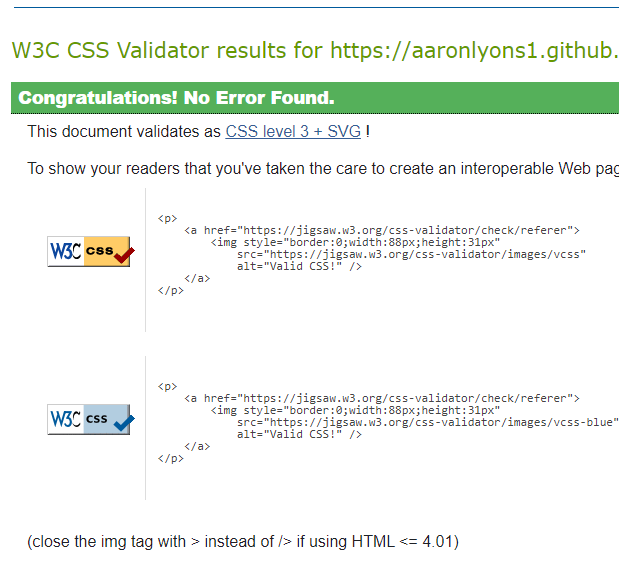 W3C CSS Validator results for https://aaronlyons1.github.
Congratulations! No Error Found.
This document validates as CSS level 3 + SVG !
To show your readers that you've taken the care to create an interoperable Web pag
<p>
    <a href="https://jigsaw.w3.org/css-validator/check/referer">
        <img style="border:0;width:88px;height:31px"
            src="https://jigsaw.w3.org/css-validator/images/vcss"
            alt="Valid CSS!" />
    </a>
</p>
W3C css
<p>
    <a href="https://jigsaw.w3.org/css-validator/check/referer">
        <img style="border:0;width:88px;height:31px"
            src="https://jigsaw.w3.org/css-validator/images/vcss-blue"
            alt="Valid CSS!" />
    </a>
</p>
W3C css
(close the img tag with > instead of /> if using HTML <= 4.01)